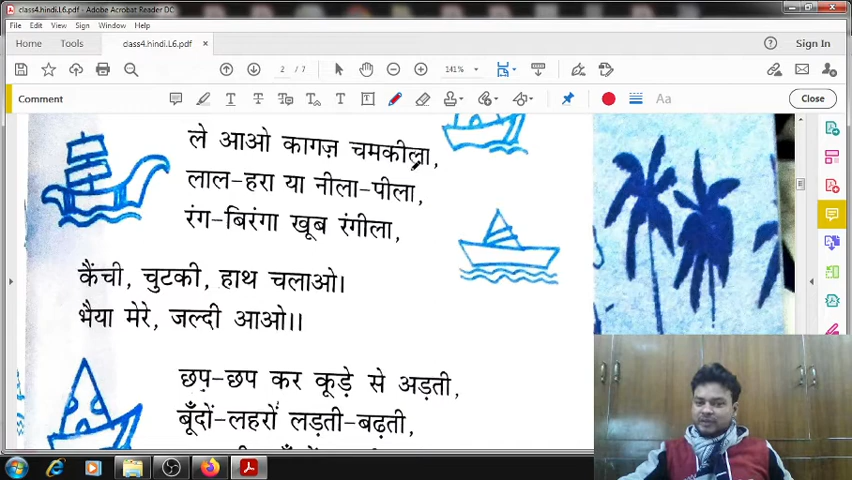 class4.hindi.L6.pdf - Adobe Acrobat Reader DC
File Edit View Sign Window Help
Home Tools class4.hindi.L6.pdf × Sign In
2 / 7 141%
Comment Aa Close
ले आओ कागज़ चमकीला,
लाल-हरा या नीला-पीला,
रंग-बिरंगा खूब रंगीला,
कैंची, चुटकी, हाथ चलाओ।
भैया मेरे, जल्दी आओ।।
छप-छप कर कूड़े से अड़ती,
बूँदों-लहरों लड़ती-बढ़ती,